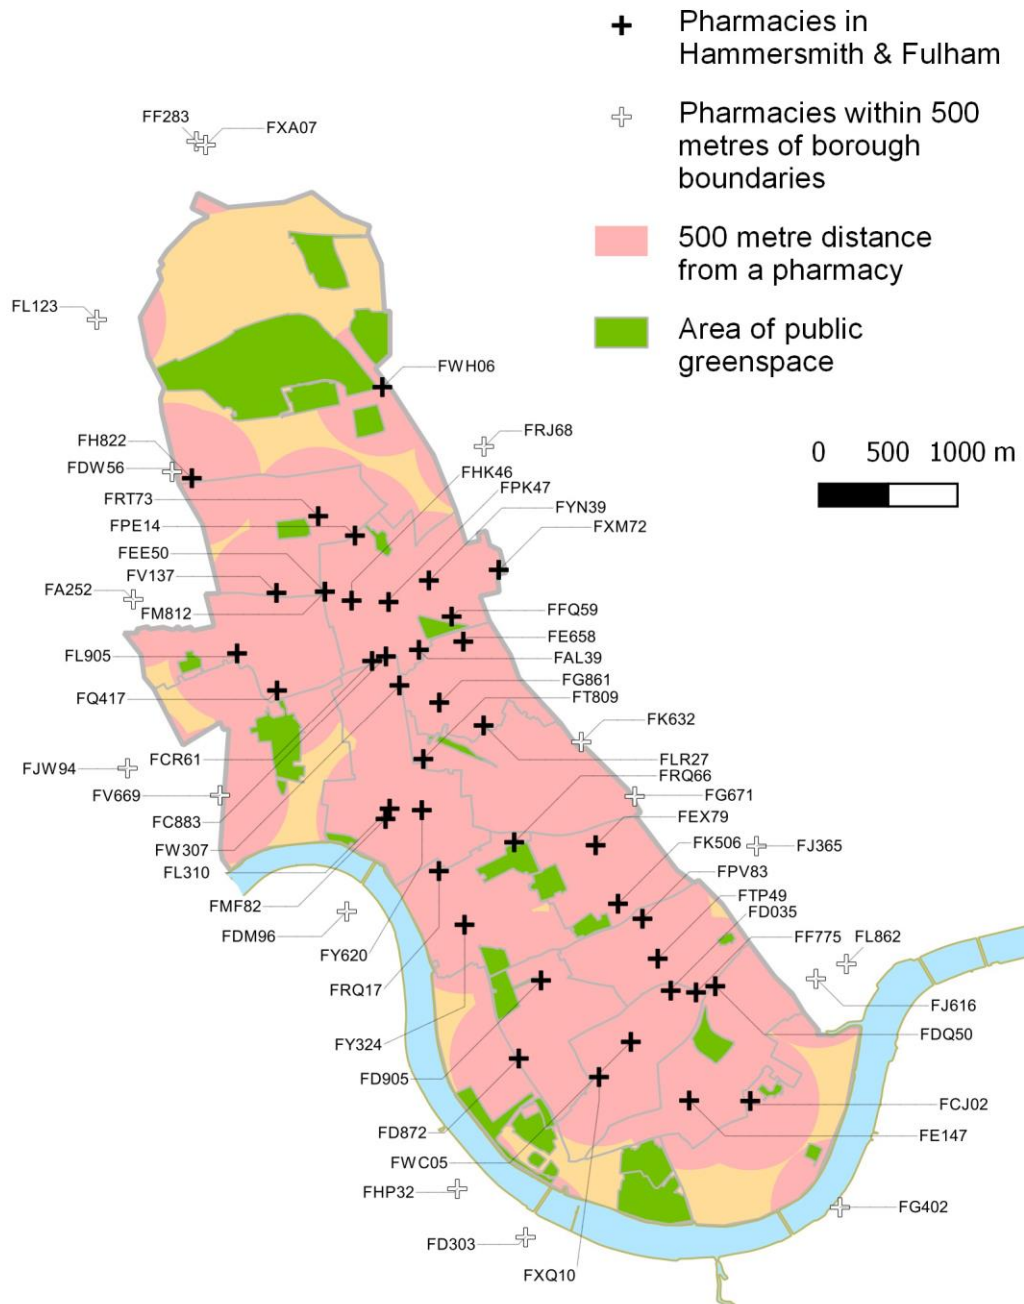 Pharmacies in
Hammersmith & Fulham
Pharmacies within 500
metres of borough
boundaries
500 metre distance
from a pharmacy
Area of public
greenspace
0 500 1000 m
FF283
FXA07
FL123
FWH06
FRJ68
FH822
FDW56
FHK46
FPK47
FRT73
FYN39
FPE14
FXM72
FEE50
FV137
FA252
FM812
FFQ59
FE658
FL905
FAL39
FG861
FQ417
FT809
FK632
FCR61
FLR27
FJW94
FRQ66
FV669
FG671
FC883
FEX79
FW307
FK506
FJ365
FL310
FPV83
FMF82
FTP49
FD035
FDM96
FF775
FL862
FY620
FRQ17
FJ616
FY324
FDQ50
FD905
FCJ02
FD872
FE147
FWC05
FHP32
FG402
FD303
FXQ10